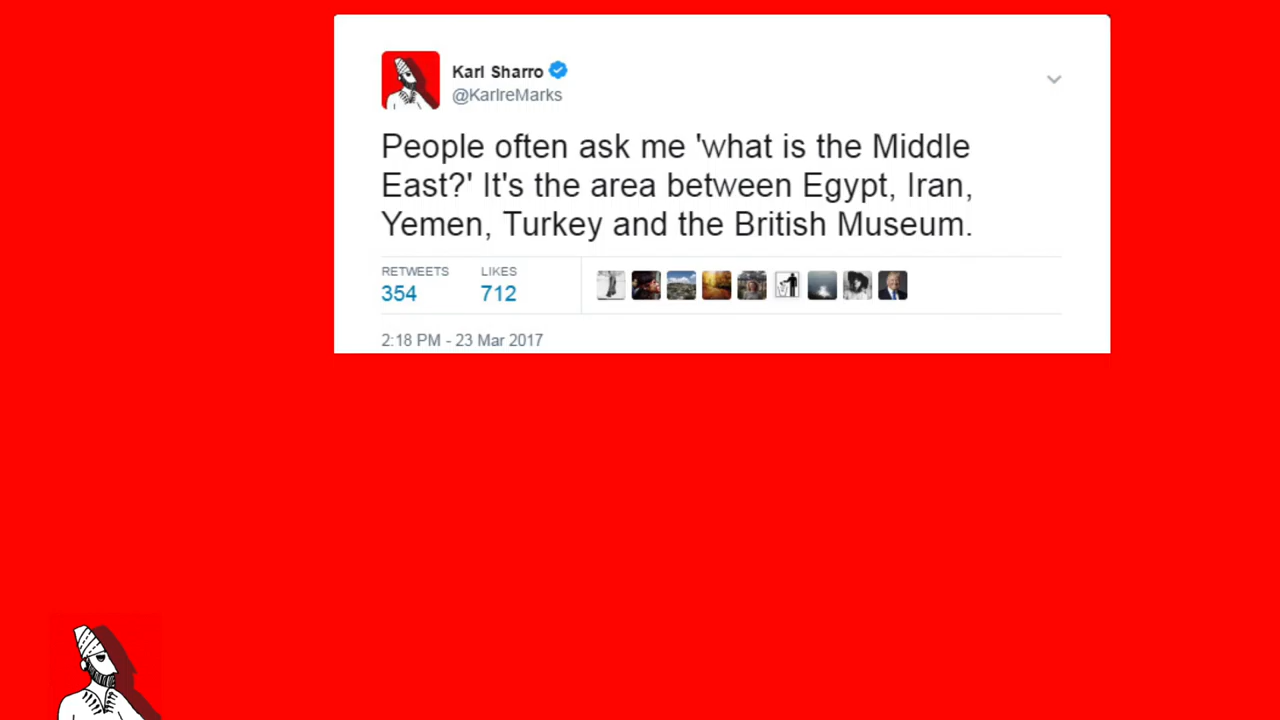 Karl Sharro
@KarlreMarks
People often ask me 'what is the Middle
East?' It's the area between Egypt, Iran,
Yemen, Turkey and the British Museum.
RETWEETS LIKES
354 712
2:18 PM - 23 Mar 2017